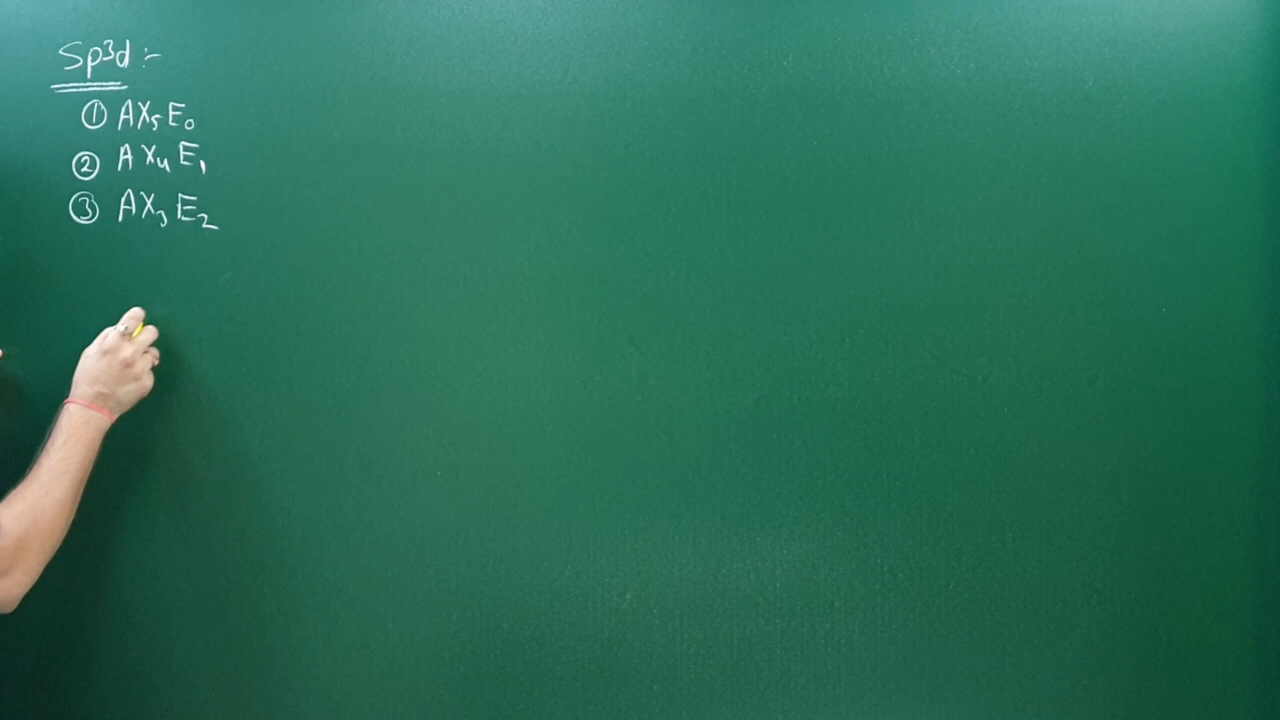 Sp³d :-
① AX₅E₀
② AX₄E₁
③ AX₃E₂